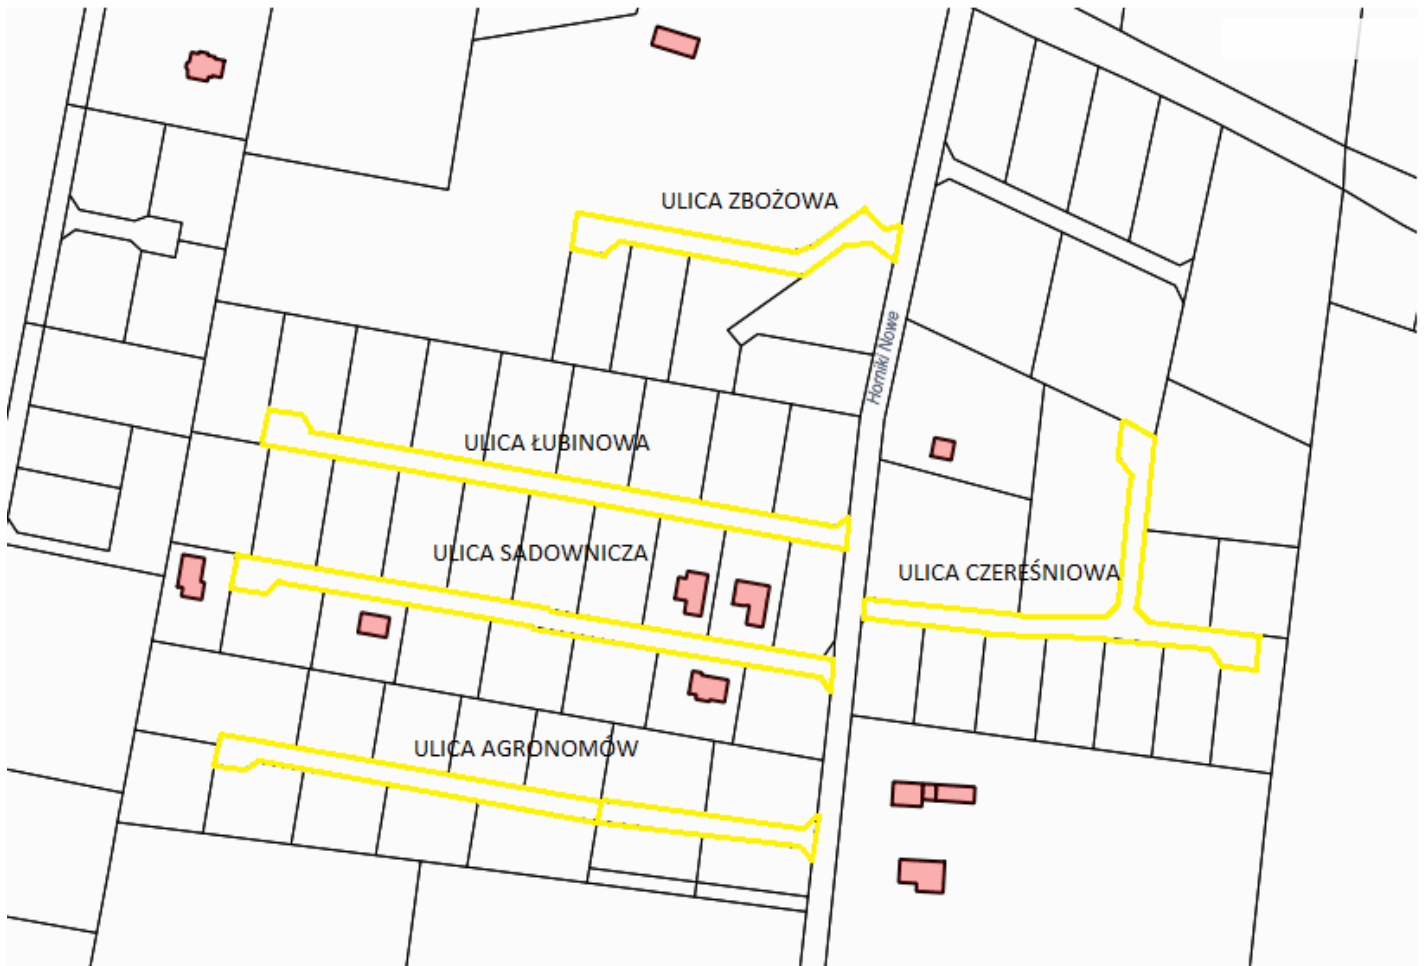 ULICA ZBOŻOWA
Horniki Nowe
ULICA ŁUBINOWA
ULICA SADOWNICZA
ULICA CZEREŚNIOWA
ULICA AGRONOMÓW